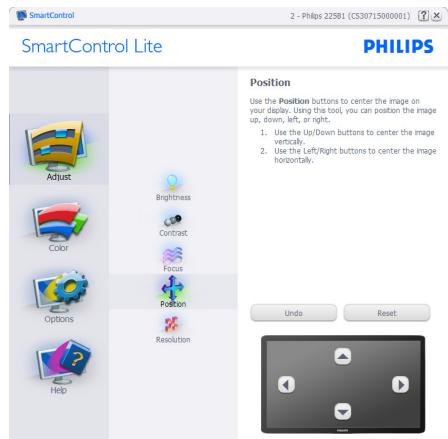 SmartControl
2 - Philips 225B1 (CS30715000001)
SmartControl Lite
PHILIPS
Position
Use the Position buttons to center the image on
your display. Using this tool, you can position the image
up, down, left, or right.
1. Use the Up/Down buttons to center the image
vertically.
2. Use the Left/Right buttons to center the image
horizontally.
Adjust
Color
Options
Help
Brightness
Contrast
Focus
Position
Resolution
Undo
Reset
PHILIPS